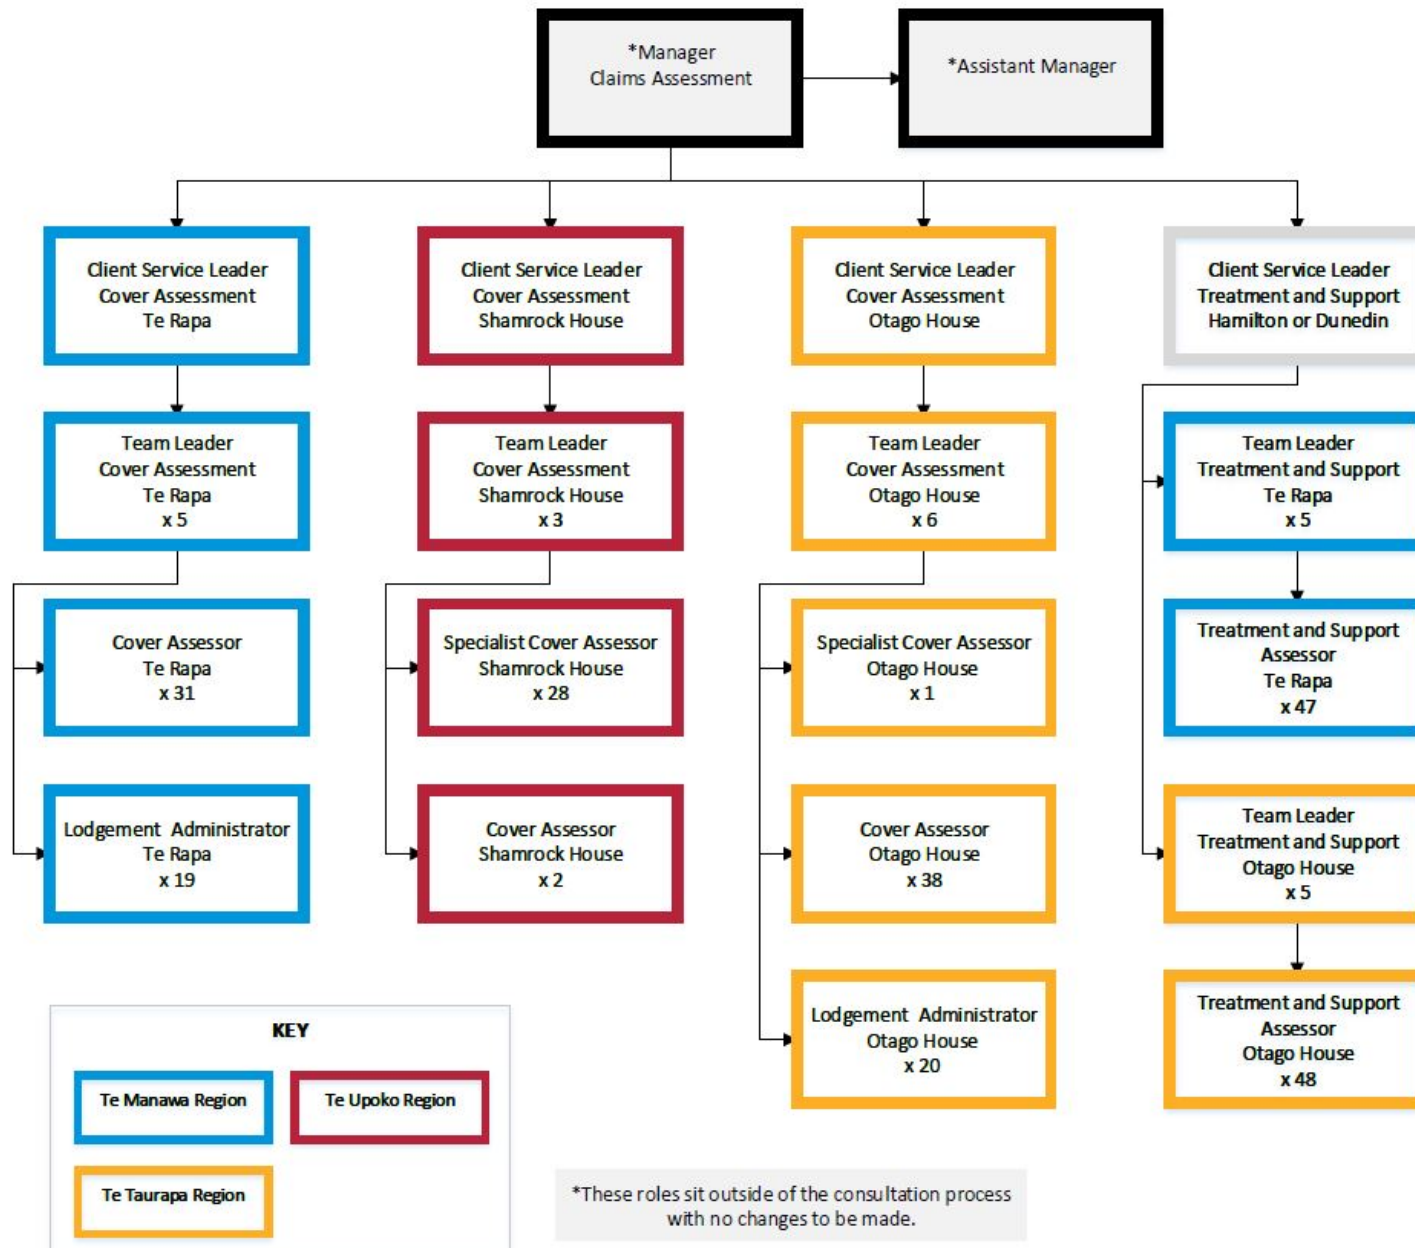 *Manager
Claims Assessment
*Assistant Manager
Client Service Leader
Cover Assessment
Te Rapa
Client Service Leader
Cover Assessment
Shamrock House
Client Service Leader
Cover Assessment
Otago House
Client Service Leader
Treatment and Support
Hamilton or Dunedin
Team Leader
Cover Assessment
Te Rapa
x 5
Team Leader
Cover Assessment
Shamrock House
x 3
Team Leader
Cover Assessment
Otago House
x 6
Team Leader
Treatment and Support
Te Rapa
x 5
Cover Assessor
Te Rapa
x 31
Specialist Cover Assessor
Shamrock House
x 28
Specialist Cover Assessor
Otago House
x 1
Treatment and Support
Assessor
Te Rapa
x 47
Lodgement Administrator
Te Rapa
x 19
Cover Assessor
Shamrock House
x 2
Cover Assessor
Otago House
x 38
Team Leader
Treatment and Support
Otago House
x 5
Lodgement Administrator
Otago House
x 20
Treatment and Support
Assessor
Otago House
x 48
KEY
Te Manawa Region
Te Upoko Region
Te Taurapa Region
*These roles sit outside of the consultation process
with no changes to be made.